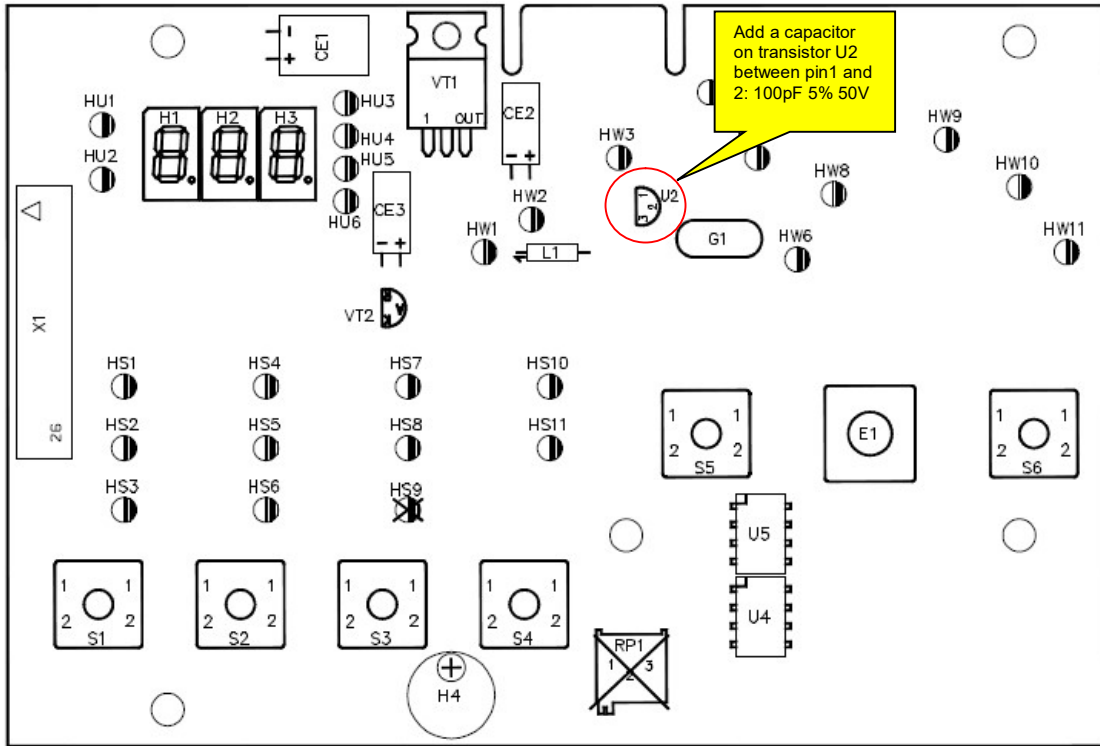 Add a capacitor
on transistor U2
between pin1 and
2: 100pF 5% 50V
CE1
- +
VT1
1 OUT
CE2
- +
HU1
HU2
H1 H2 H3
HU3
HU4
HU5
HU6
CE3
- +
HW3
HW2
HW1
L1
1
2
3
U2
G1
HW8
HW6
HW9
HW10
HW11
X1
26
VT2
A
HS1 HS4 HS7 HS10
HS2 HS5 HS8 HS11
HS3 HS6 HS9
1 1
2 2
S5
E1
1 1
2 2
S6
U5
U4
1 1
2 2
S1
1 1
2 2
S2
1 1
2 2
S3
1 1
2 2
S4
RP1
1 2 3
+
H4